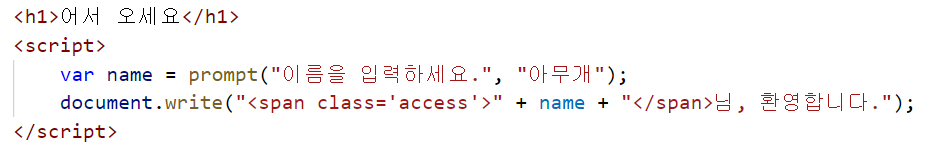 <h1>어서 오세요</h1>
<script>
    var name = prompt("이름을 입력하세요.", "아무개");
    document.write("<span class='access'>" + name + "</span>님, 환영합니다.");
</script>